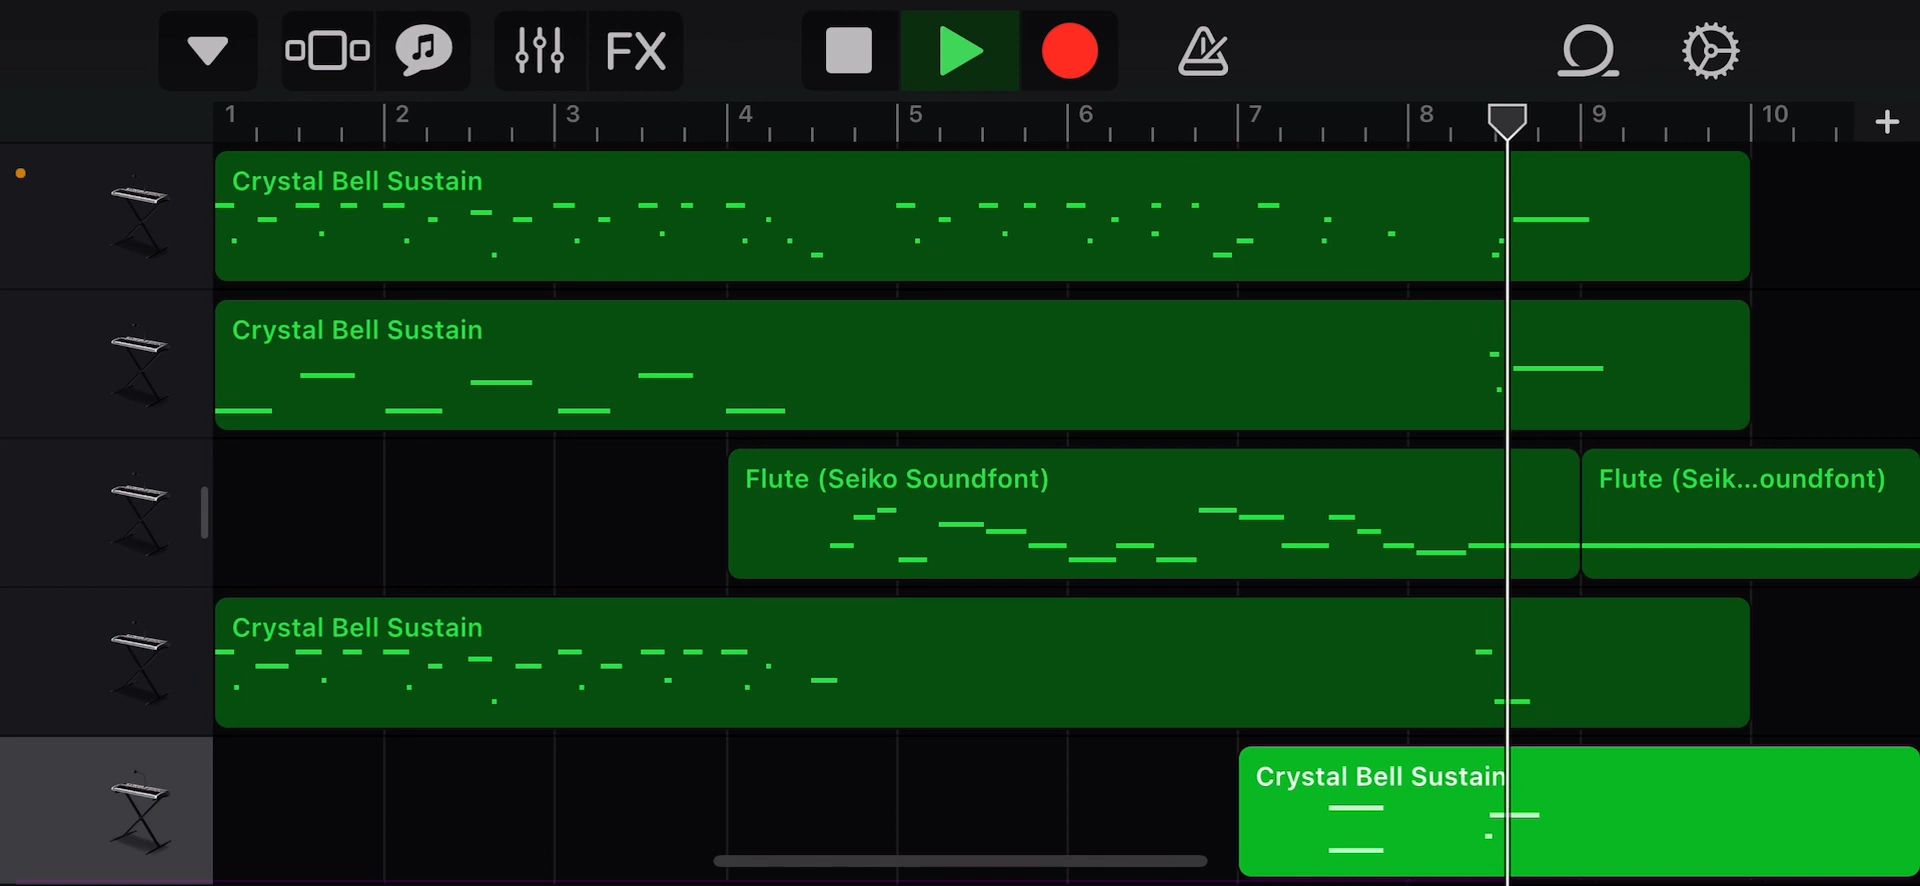 FX
1 2 3 4 5 6 7 8 9 10 +
Crystal Bell Sustain
Crystal Bell Sustain
Flute (Seiko Soundfont) Flute (Seik...oundfont)
Crystal Bell Sustain
Crystal Bell Sustain